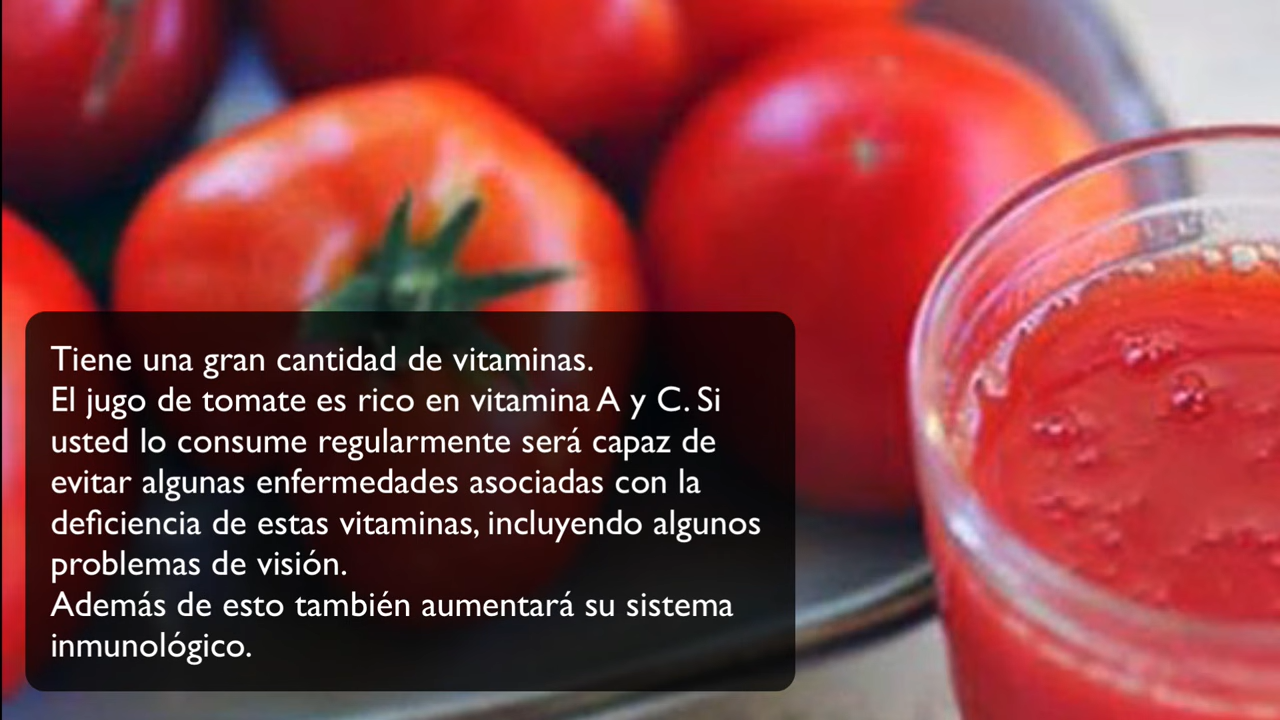 Tiene una gran cantidad de vitaminas.
El jugo de tomate es rico en vitamina A y C. Si
usted lo consume regularmente será capaz de
evitar algunas enfermedades asociadas con la
deficiencia de estas vitaminas, incluyendo algunos
problemas de visión.
Además de esto también aumentará su sistema
inmunológico.